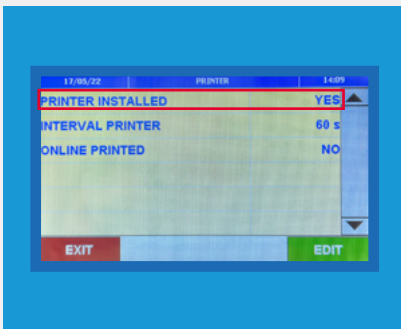 17/05/22 PRINTER 14:09
PRINTER INSTALLED YES
INTERVAL PRINTER 60 s
ONLINE PRINTED NO
EXIT EDIT